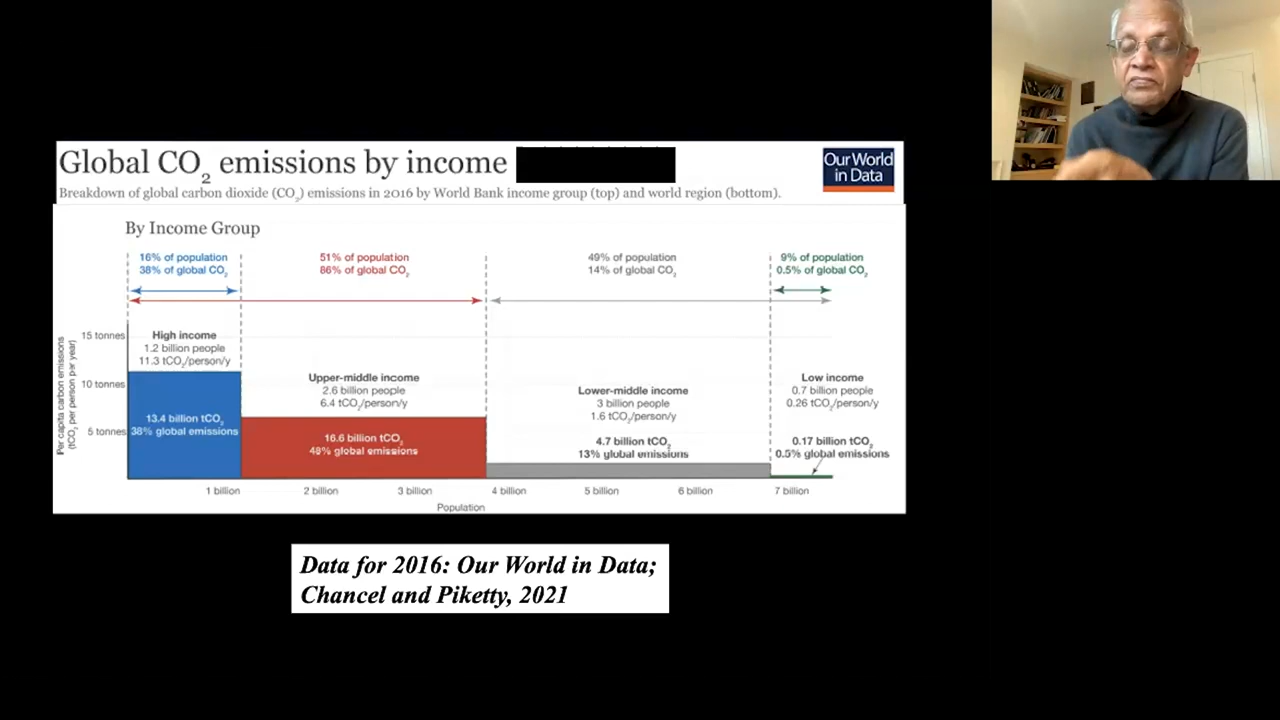 Global CO₂ emissions by income
Our World
in Data
Breakdown of global carbon dioxide (CO₂) emissions in 2016 by World Bank income group (top) and world region (bottom).
By Income Group
16% of population
38% of global CO₂
51% of population
86% of global CO₂
49% of population
14% of global CO₂
9% of population
0.5% of global CO₂
Per capita carbon emissions
(tCO₂ per person per year)
15 tonnes
10 tonnes
5 tonnes
High income
1.2 billion people
11.3 tCO₂/person/y
13.4 billion tCO₂
38% global emissions
Upper-middle income
2.6 billion people
6.4 tCO₂/person/y
16.6 billion tCO₂
48% global emissions
Lower-middle income
3 billion people
1.6 tCO₂/person/y
4.7 billion tCO₂
13% global emissions
Low income
0.7 billion people
0.26 tCO₂/person/y
0.17 billion tCO₂
0.5% global emissions
1 billion
2 billion
3 billion
4 billion
5 billion
6 billion
7 billion
Population
Data for 2016: Our World in Data;
Chancel and Piketty, 2021